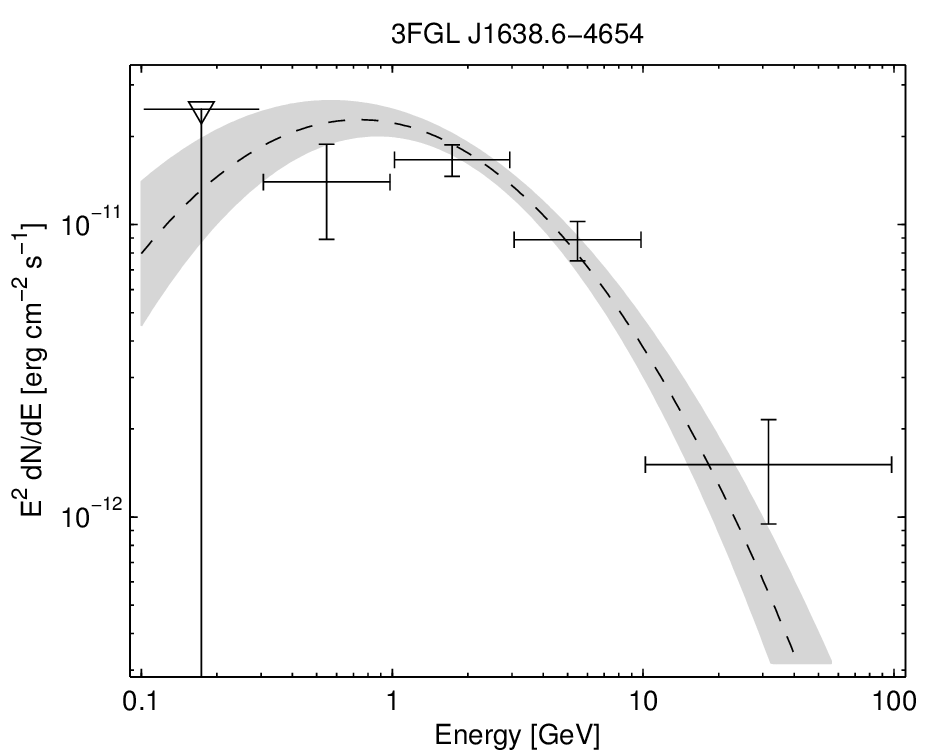 3FGL J1638.6−4654
E² dN/dE [erg cm⁻² s⁻¹]
10⁻¹¹
10⁻¹²
0.1 1 10 100
Energy [GeV]